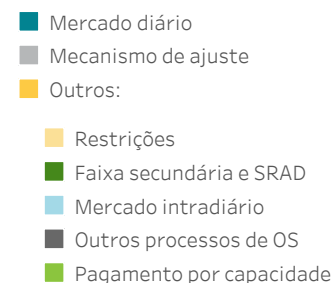 Mercado diário
Mecanismo de ajuste
Outros:
Restrições
Faixa secundária e SRAD
Mercado intradiário
Outros processos de OS
Pagamento por capacidade